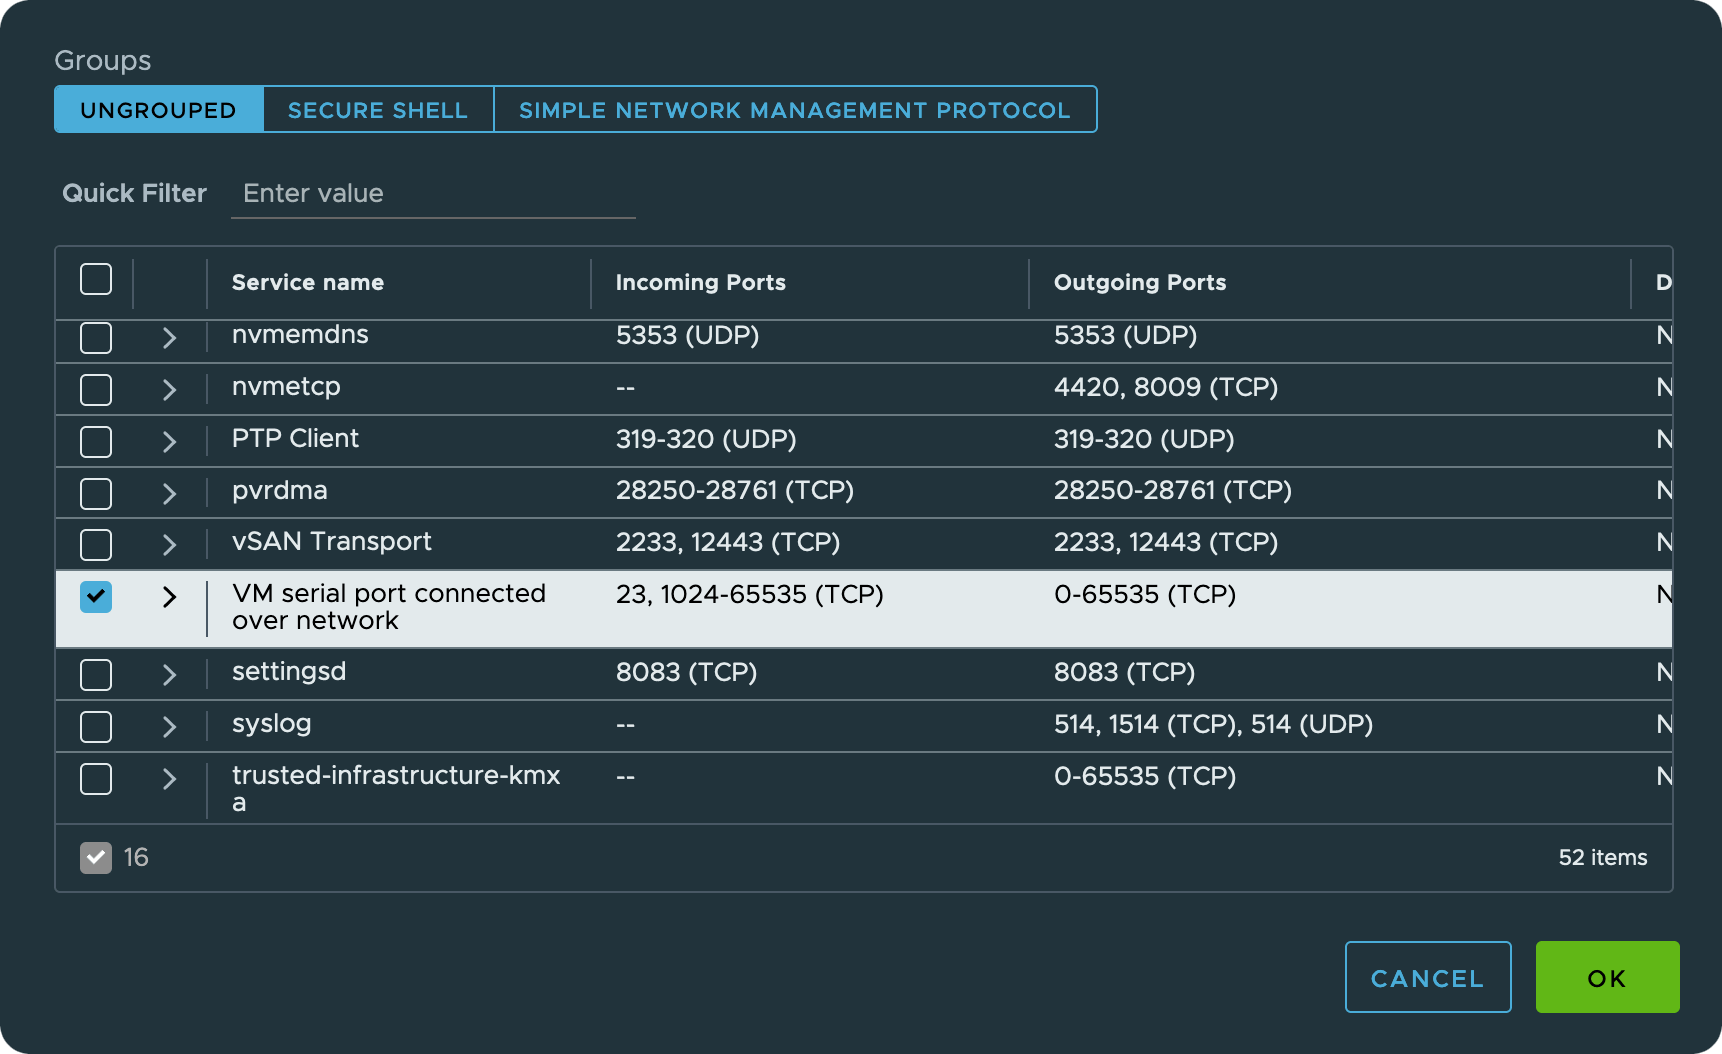 Groups
UNGROUPED SECURE SHELL SIMPLE NETWORK MANAGEMENT PROTOCOL
Quick Filter Enter value
Service name Incoming Ports Outgoing Ports D
nvmemdns 5353 (UDP) 5353 (UDP) N
nvmetcp -- 4420, 8009 (TCP) N
PTP Client 319-320 (UDP) 319-320 (UDP) N
pvrdma 28250-28761 (TCP) 28250-28761 (TCP) N
vSAN Transport 2233, 12443 (TCP) 2233, 12443 (TCP) N
VM serial port connected 23, 1024-65535 (TCP) 0-65535 (TCP) N
over network
settingsd 8083 (TCP) 8083 (TCP) N
syslog -- 514, 1514 (TCP), 514 (UDP) N
trusted-infrastructure-kmx -- 0-65535 (TCP) N
a
16 52 items
CANCEL OK